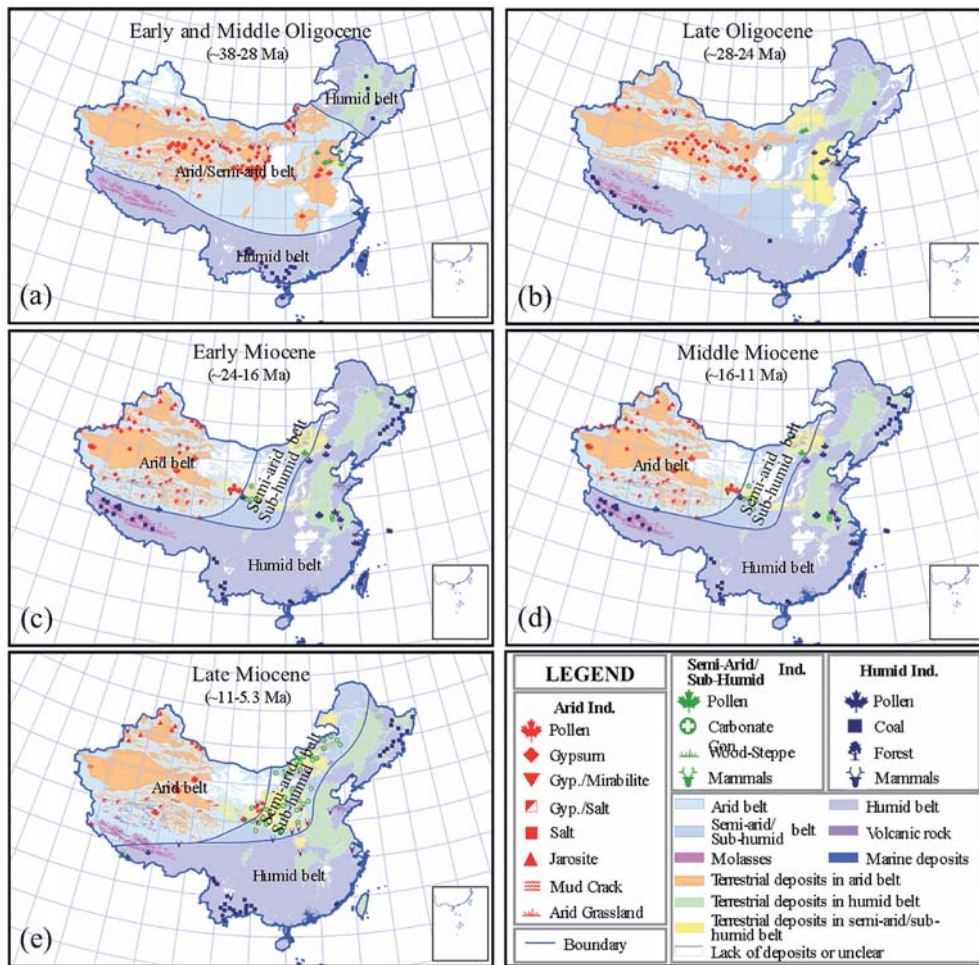 Early and Middle Oligocene
(~38-28 Ma)
Humid belt
Arid/Semi-arid belt
Humid belt
(a)
Late Oligocene
(~28-24 Ma)
(b)
Early Miocene
(~24-16 Ma)
Arid belt
Semi-arid belt
Sub-humid
Humid belt
(c)
Middle Miocene
(~16-11 Ma)
Arid belt
Semi-arid belt
Sub-humid
Humid belt
(d)
Late Miocene
(~11-5.3 Ma)
Arid belt
Semi-arid belt
Sub-humid
Humid belt
(e)
LEGEND
Arid Ind.
Pollen
Gypsum
Gyp./Mirabilite
Gyp./Salt
Salt
Jarosite
Mud Crack
Arid Grassland
Boundary
Semi-Arid/ Ind.
Sub-Humid
Pollen
Carbonate
Gon.
Wood-Steppe
Mammals
Humid Ind.
Pollen
Coal
Forest
Mammals
Arid belt
Semi-arid/ belt
Sub-humid
Molasses
Humid belt
Volcanic rock
Marine deposits
Terrestrial deposits in arid belt
Terrestrial deposits in humid belt
Terrestrial deposits in semi-arid/sub-
humid belt
Lack of deposits or unclear